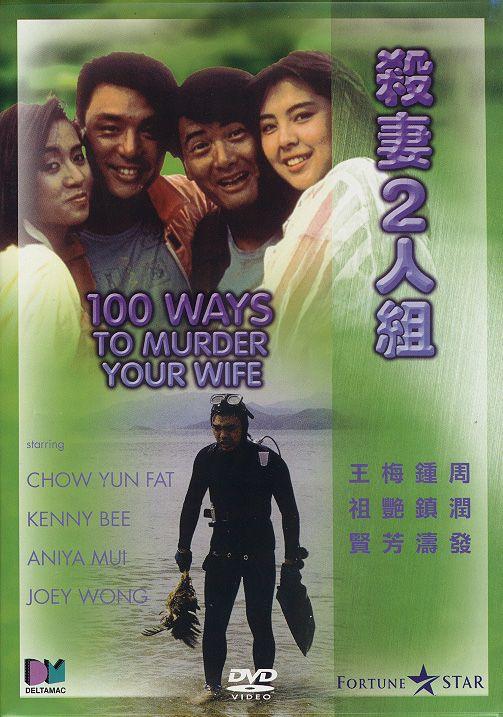 殺妻2人組
100 WAYS
TO MURDER
YOUR WIFE
starring
CHOW YUN FAT
KENNY BEE
ANIYA MUI
JOEY WONG
周潤發
鍾鎮濤
梅艷芳
王祖賢
DM
DELTAMAC
DVD
VIDEO
FORTUNE STAR